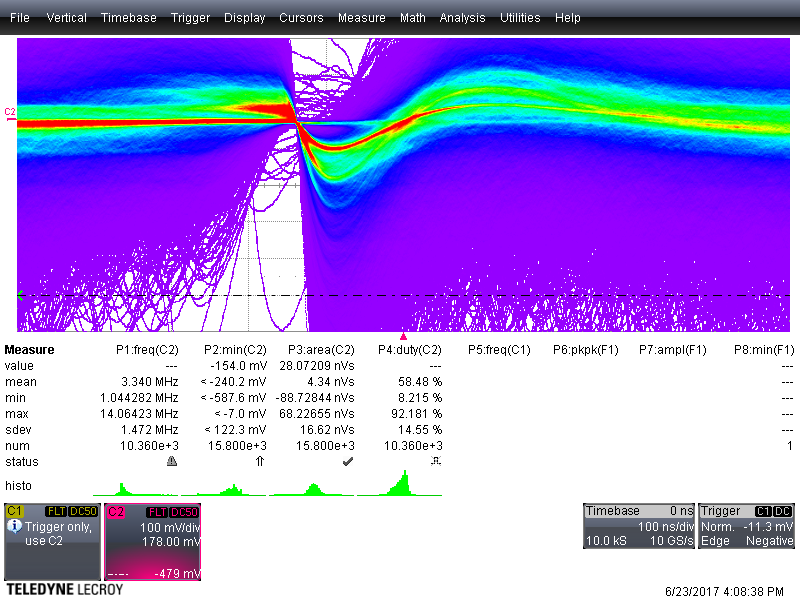 File Vertical Timebase Trigger Display Cursors Measure Math Analysis Utilities Help
C2
Measure P1:freq(C2) P2:min(C2) P3:area(C2) P4:duty(C2) P5:freq(C1) P6:pkpk(F1) P7:ampl(F1) P8:min(F1)
value --- -154.0 mV 28.07209 nVs --- ---
mean 3.340 MHz < -240.2 mV 4.34 nVs 58.48 % ---
min 1.044282 MHz < -587.6 mV -88.72844 nVs 8.215 % ---
max 14.06423 MHz < -7.0 mV 68.22655 nVs 92.181 % ---
sdev 1.472 MHz < 122.3 mV 16.62 nVs 14.55 % ---
num 10.360e+3 15.800e+3 15.800e+3 10.360e+3 1
status
histo
C1 FLT DC50
Trigger only,
use C2
C2 FLT DC50
100 mV/div
178.00 mV
-479 mV
Timebase 0 ns
100 ns/div
10.0 kS 10 GS/s
Trigger C1 DC
Norm. -11.3 mV
Edge Negative
TELEDYNE LECROY
6/23/2017 4:08:38 PM